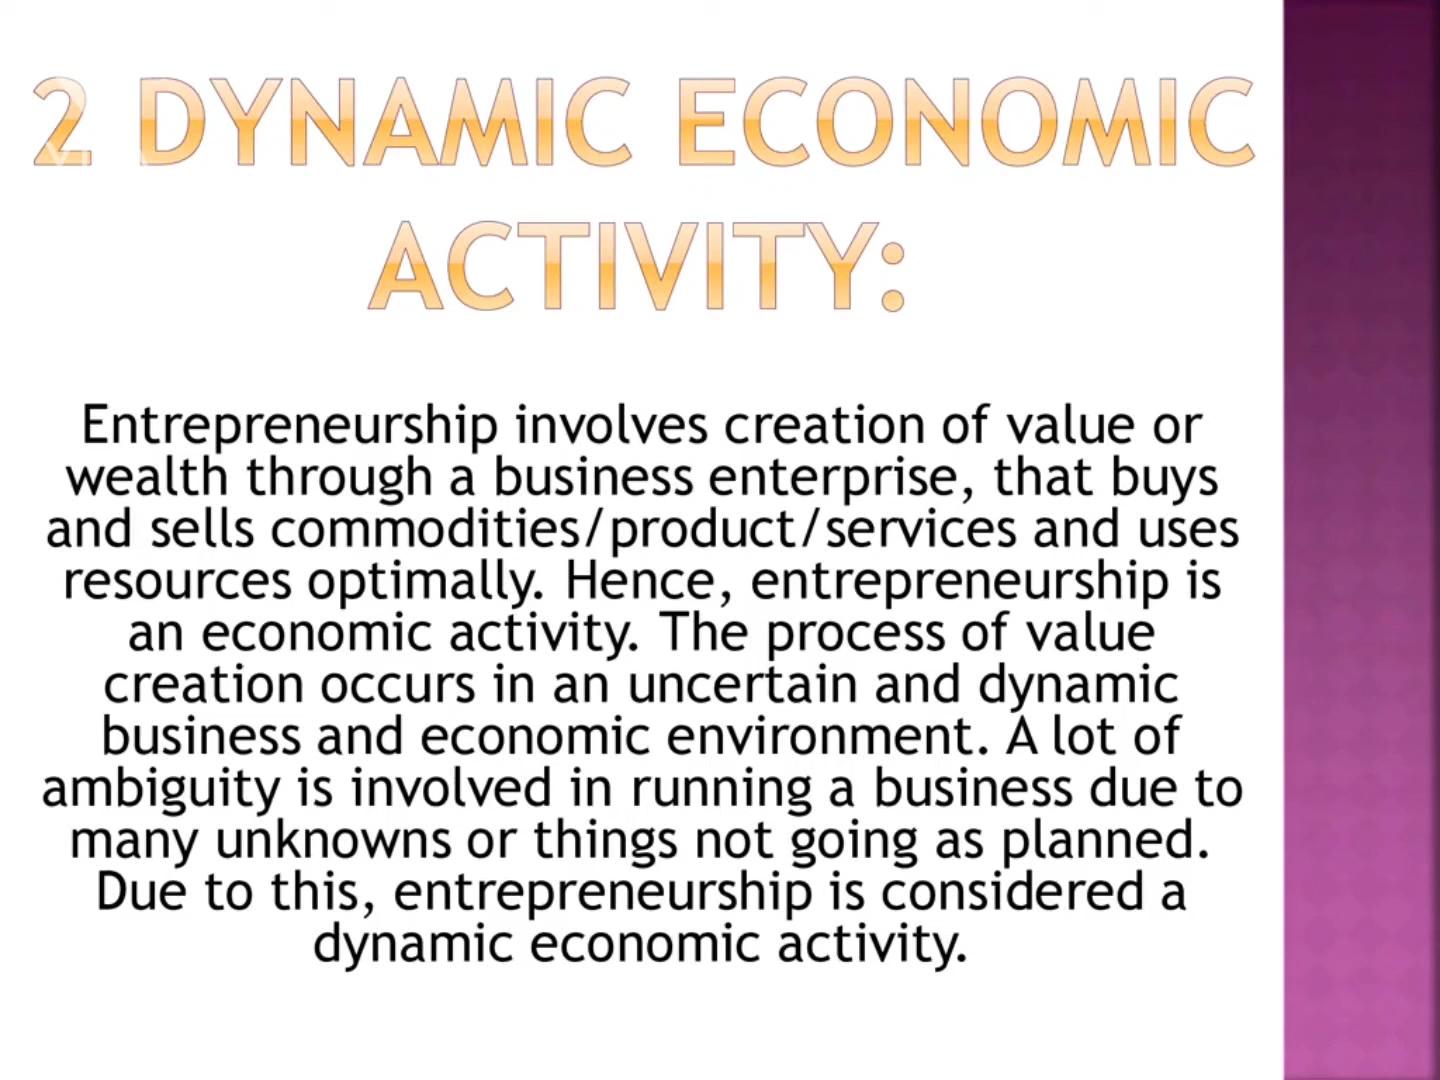 2 DYNAMIC ECONOMIC
ACTIVITY:
Entrepreneurship involves creation of value or
wealth through a business enterprise, that buys
and sells commodities/product/services and uses
resources optimally. Hence, entrepreneurship is
an economic activity. The process of value
creation occurs in an uncertain and dynamic
business and economic environment. A lot of
ambiguity is involved in running a business due to
many unknowns or things not going as planned.
Due to this, entrepreneurship is considered a
dynamic economic activity.